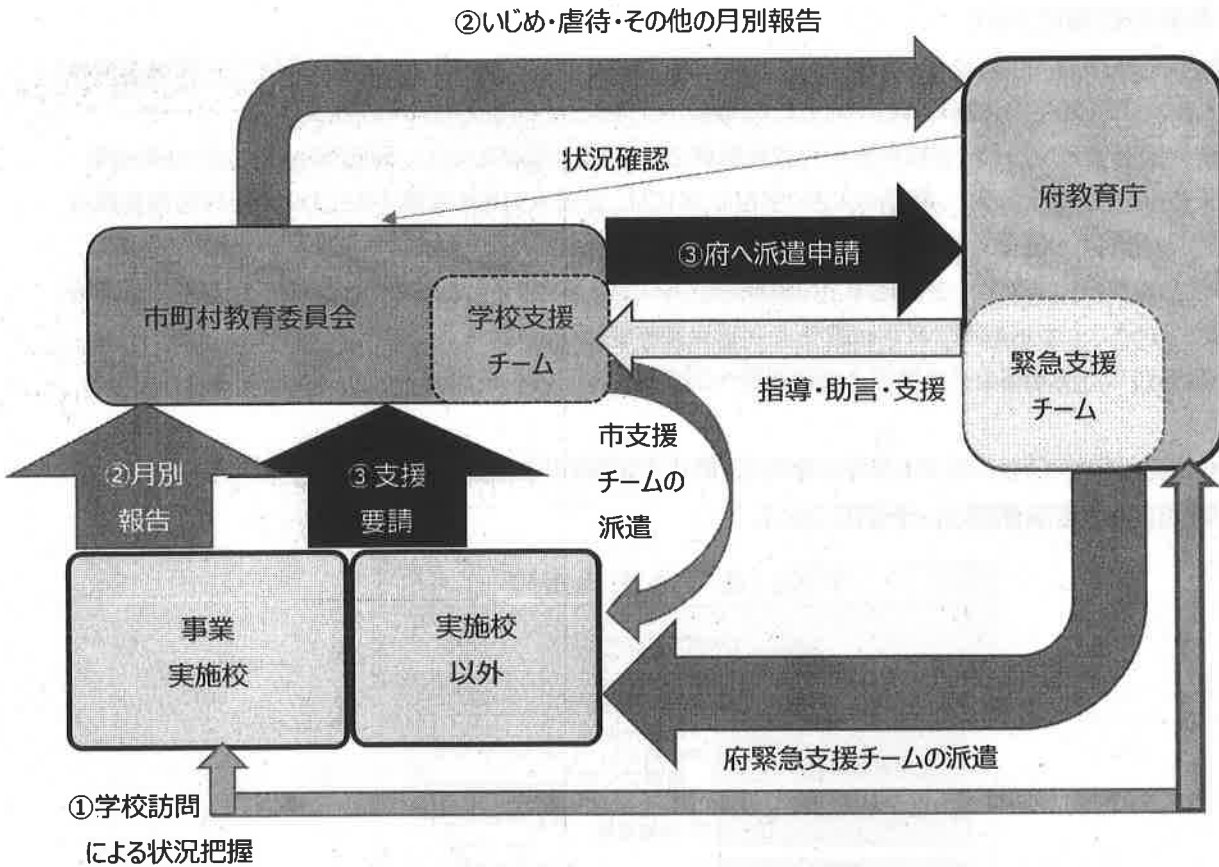 ②いじめ・虐待・その他の月別報告
状況確認
府教育庁
③府へ派遣申請
市町村教育委員会
学校支援
チーム
指導・助言・支援
緊急支援
チーム
②月別
報告
③支援
要請
市支援
チームの
派遣
事業
実施校
実施校
以外
府緊急支援チームの派遣
①学校訪問
による状況把握